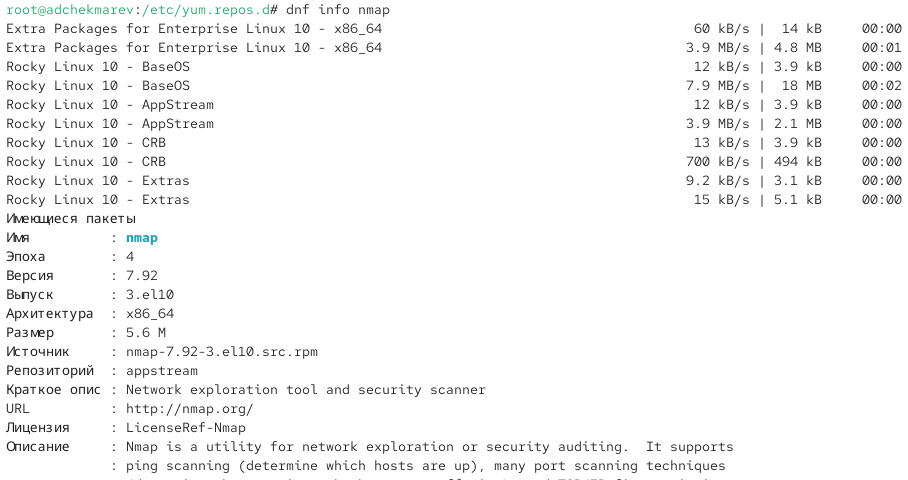 root@adchekmarev:/etc/yum.repos.d# dnf info nmap
Extra Packages for Enterprise Linux 10 - x86_64 60 kB/s | 14 kB 00:00
Extra Packages for Enterprise Linux 10 - x86_64 3.9 MB/s | 4.8 MB 00:01
Rocky Linux 10 - BaseOS 12 kB/s | 3.9 kB 00:00
Rocky Linux 10 - BaseOS 7.9 MB/s | 18 MB 00:02
Rocky Linux 10 - AppStream 12 kB/s | 3.9 kB 00:00
Rocky Linux 10 - AppStream 3.9 MB/s | 2.1 MB 00:00
Rocky Linux 10 - CRB 13 kB/s | 3.9 kB 00:00
Rocky Linux 10 - CRB 700 kB/s | 494 kB 00:00
Rocky Linux 10 - Extras 9.2 kB/s | 3.1 kB 00:00
Rocky Linux 10 - Extras 15 kB/s | 5.1 kB 00:00
Имеющиеся пакеты
Имя : nmap
Эпоха : 4
Версия : 7.92
Выпуск : 3.el10
Архитектура : x86_64
Размер : 5.6 M
Источник : nmap-7.92-3.el10.src.rpm
Репозиторий : appstream
Краткое опис : Network exploration tool and security scanner
URL : http://nmap.org/
Лицензия : LicenseRef-Nmap
Описание : Nmap is a utility for network exploration or security auditing.  It supports
: ping scanning (determine which hosts are up), many port scanning techniques